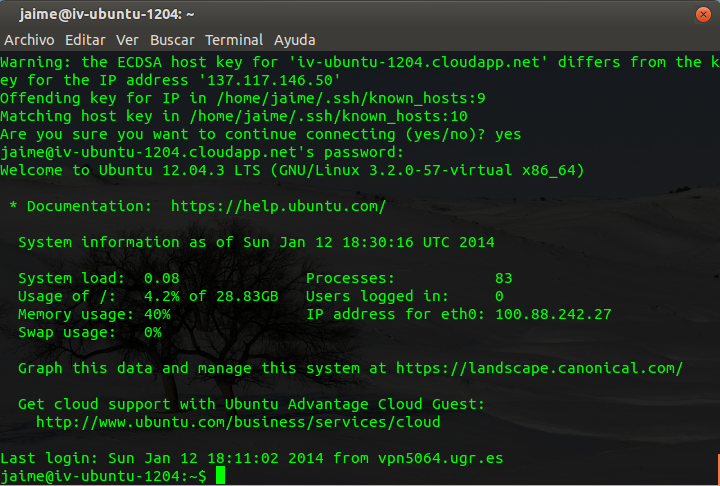 jaime@iv-ubuntu-1204: ~
Archivo Editar Ver Buscar Terminal Ayuda
Warning: the ECDSA host key for 'iv-ubuntu-1204.cloudapp.net' differs from the k
ey for the IP address '137.117.146.50'
Offending key for IP in /home/jaime/.ssh/known_hosts:9
Matching host key in /home/jaime/.ssh/known_hosts:10
Are you sure you want to continue connecting (yes/no)? yes
jaime@iv-ubuntu-1204.cloudapp.net's password:
Welcome to Ubuntu 12.04.3 LTS (GNU/Linux 3.2.0-57-virtual x86_64)
* Documentation:  https://help.ubuntu.com/
System information as of Sun Jan 12 18:30:16 UTC 2014
System load:  0.08              Processes:           83
Usage of /:   4.2% of 28.83GB   Users logged in:     0
Memory usage: 40%               IP address for eth0: 100.88.242.27
Swap usage:   0%
Graph this data and manage this system at https://landscape.canonical.com/
Get cloud support with Ubuntu Advantage Cloud Guest:
http://www.ubuntu.com/business/services/cloud
Last login: Sun Jan 12 18:11:02 2014 from vpn5064.ugr.es
jaime@iv-ubuntu-1204:~$